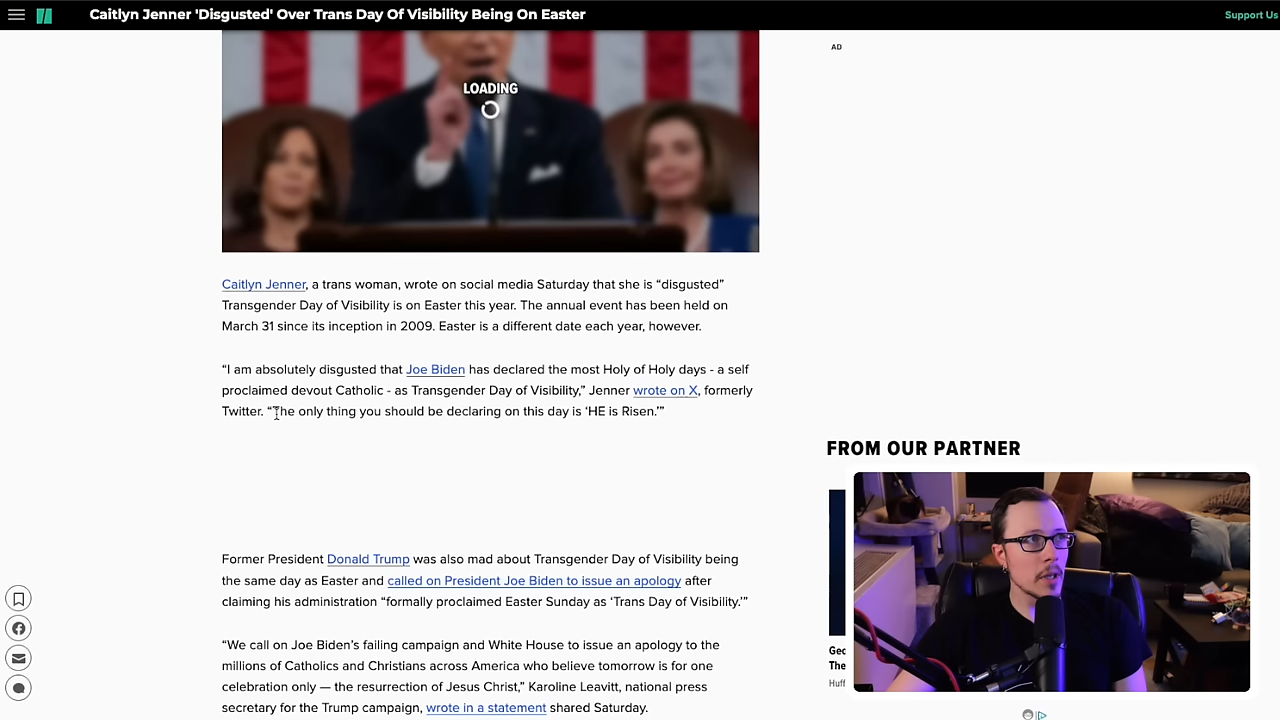 Caitlyn Jenner 'Disgusted' Over Trans Day Of Visibility Being On Easter
Support Us
AD
LOADING
Caitlyn Jenner, a trans woman, wrote on social media Saturday that she is “disgusted”
Transgender Day of Visibility is on Easter this year. The annual event has been held on
March 31 since its inception in 2009. Easter is a different date each year, however.
“I am absolutely disgusted that Joe Biden has declared the most Holy of Holy days - a self
proclaimed devout Catholic - as Transgender Day of Visibility,” Jenner wrote on X, formerly
Twitter. “The only thing you should be declaring on this day is ‘HE is Risen.’”
FROM OUR PARTNER
Former President Donald Trump was also mad about Transgender Day of Visibility being
the same day as Easter and called on President Joe Biden to issue an apology after
claiming his administration “formally proclaimed Easter Sunday as ‘Trans Day of Visibility.’”
“We call on Joe Biden’s failing campaign and White House to issue an apology to the
millions of Catholics and Christians across America who believe tomorrow is for one
celebration only — the resurrection of Jesus Christ,” Karoline Leavitt, national press
secretary for the Trump campaign, wrote in a statement shared Saturday.
Geo
The
Huff